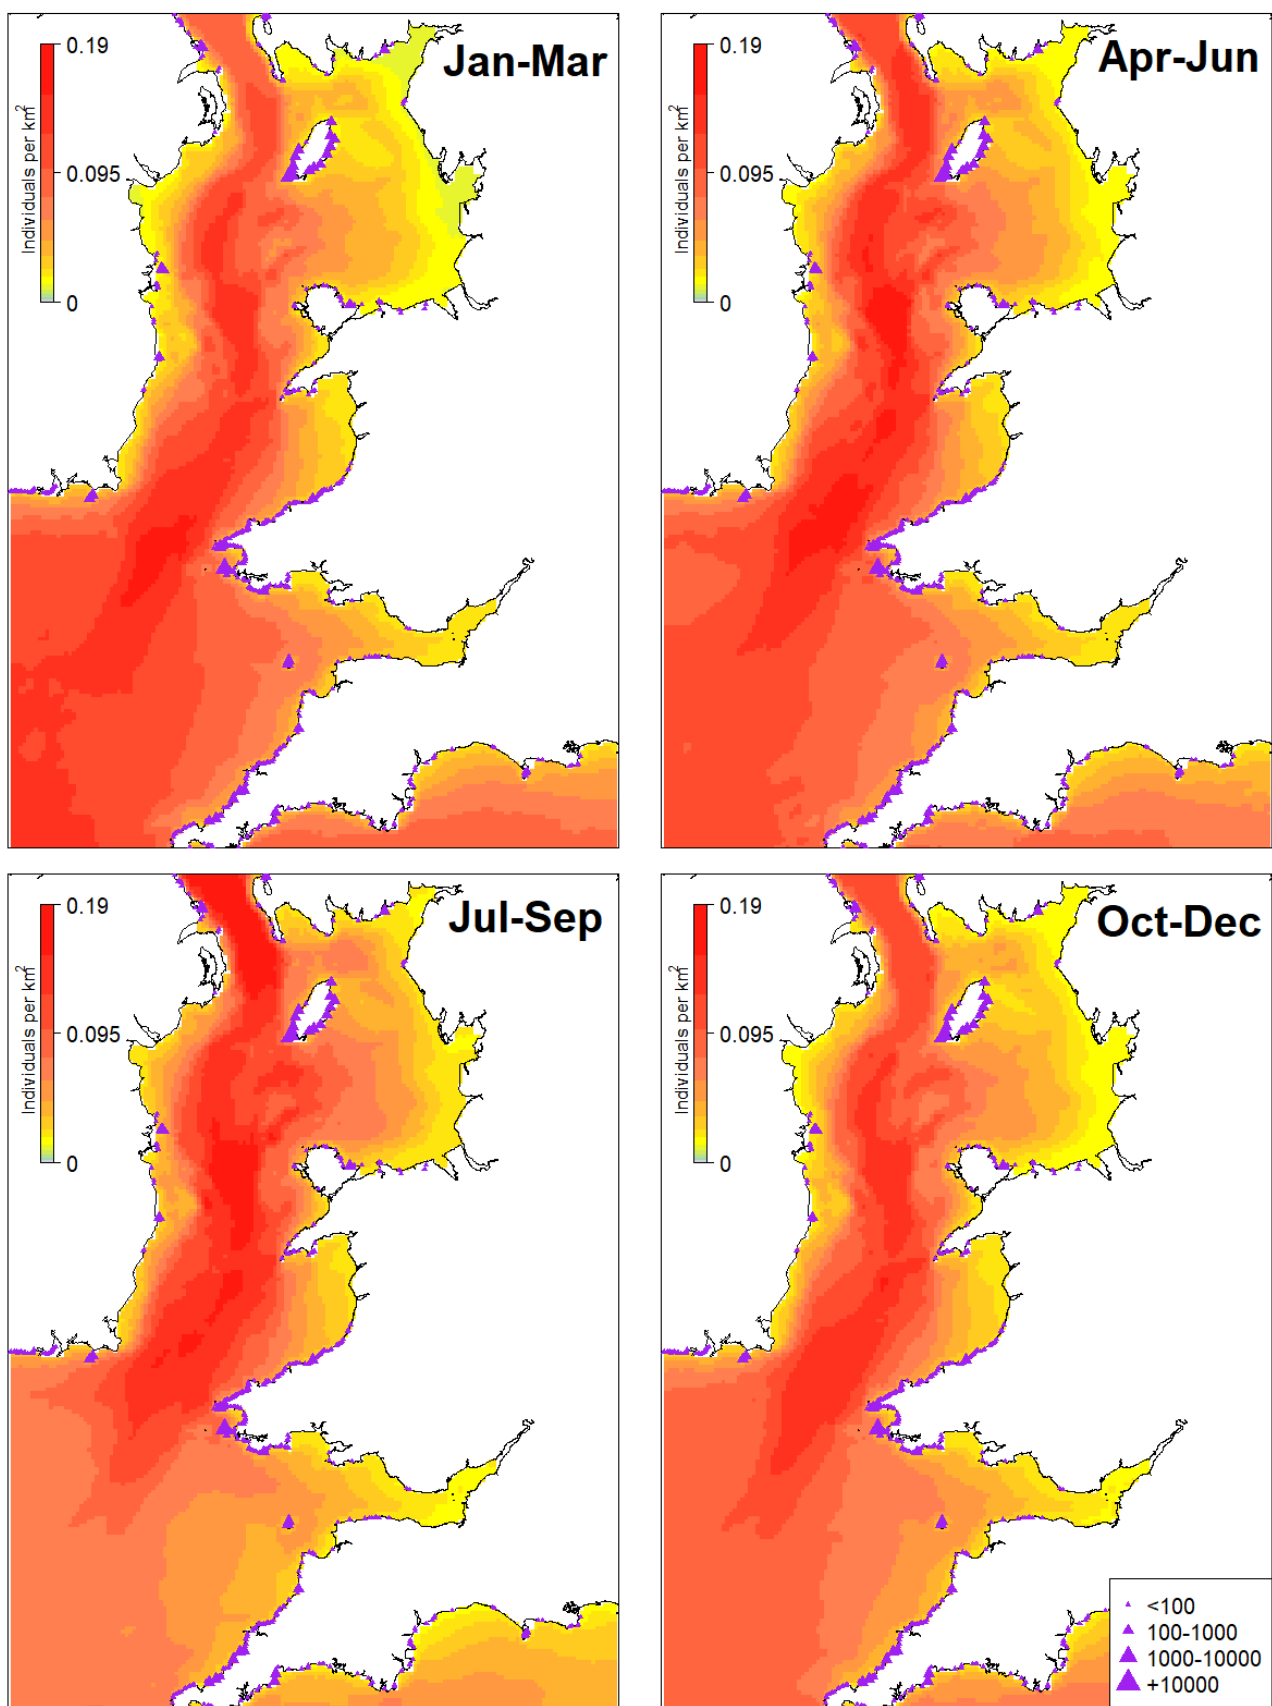 Jan-Mar
0.19
0.095
0
Individuals per km²
Apr-Jun
0.19
0.095
0
Individuals per km²
Jul-Sep
0.19
0.095
0
Individuals per km²
Oct-Dec
0.19
0.095
0
Individuals per km²
<100
100-1000
1000-10000
+10000